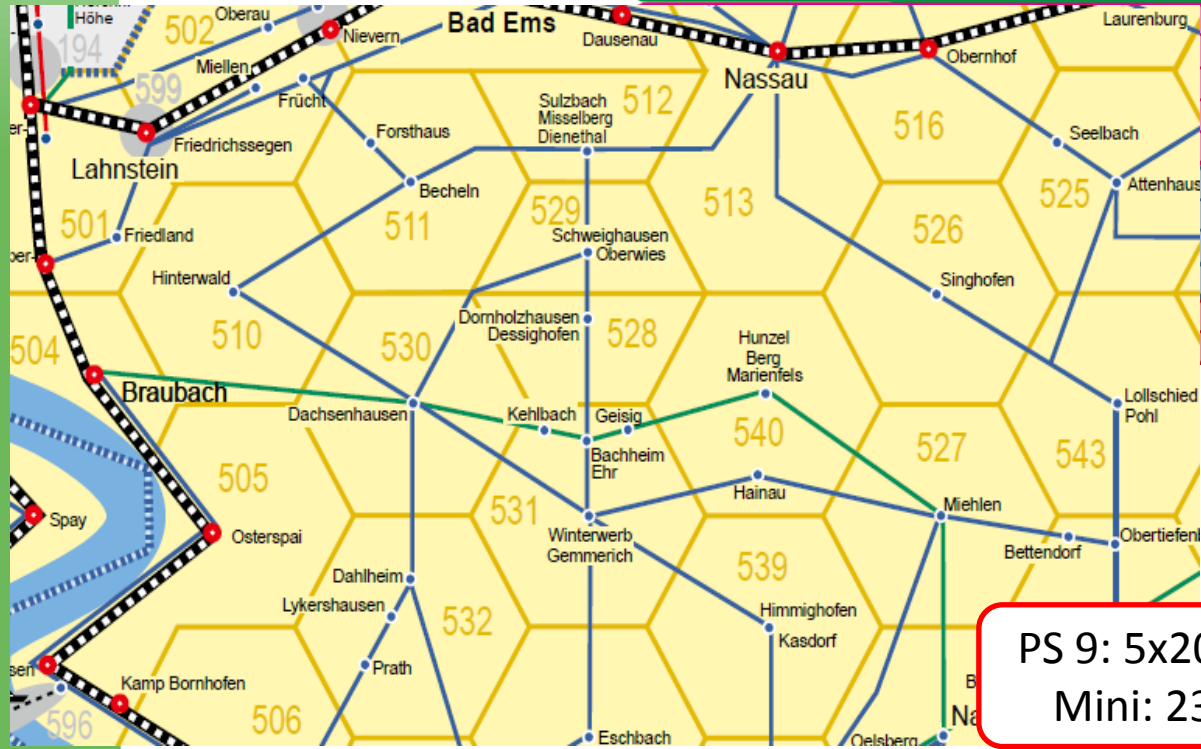 Höhe
Oberau
502
Nievern
Bad Ems
Dausenau
Laurenburg
Obernhof
Nassau
194
Miellen
599
Frücht
Sulzbach
Misselberg
Dienethal
512
516
Forsthaus
Seelbach
Friedrichssegen
Lahnstein
Becheln
525
Attenhaus
501
Friedland
511
529
513
526
Schweighausen
Oberwies
Hinterwald
Singhofen
Dornholzhausen
Dessighofen
504
510
530
528
Hunzel
Berg
Marienfels
Braubach
Dachsenhausen
Kehlbach
Geisig
Lollschied
Pohl
540
527
543
Bachheim
Ehr
505
Hainau
Miehlen
531
Spay
Osterspai
Winterwerb
Gemmerich
Bettendorf
Obertiefenb
539
Dahlheim
Lykershausen
532
Himmighofen
Kasdorf
Prath
Kamp Bornhofen
596
506
Eschbach
Oelsberg
PS 9: 5x20
Mini: 23